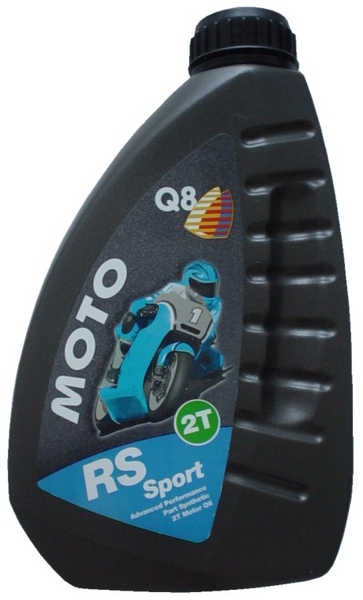 Q8
MOTO
1
2T
RS Sport
Advanced Performance
Part Synthetic
2T Motor Oil